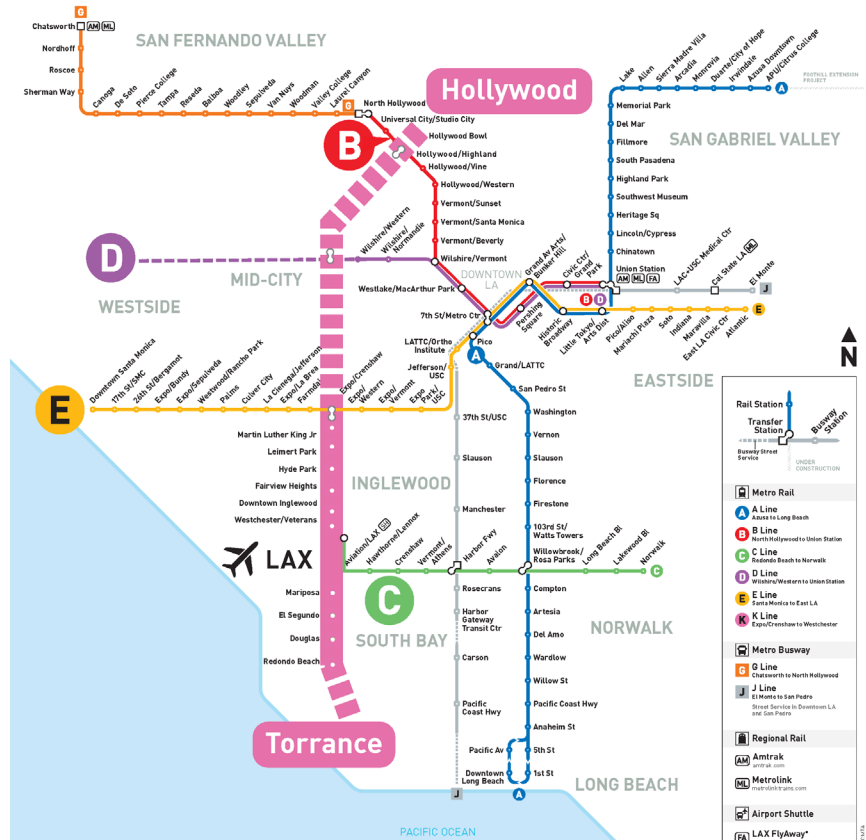 G
Chatsworth
AM ML
Nordhoff
Roscoe
Sherman Way
SAN FERNANDO VALLEY
Canoga
De Soto
Pierce College
Tampa
Reseda
Balboa
Woodley
Sepulveda
Van Nuys
Woodman
Valley College
Laurel Canyon
G
North Hollywood
Universal City/Studio City
B
Hollywood
Hollywood Bowl
Hollywood/Highland
Hollywood/Vine
Hollywood/Western
Vermont/Sunset
Vermont/Santa Monica
Vermont/Beverly
Wilshire/Vermont
Wilshire/Western
Wilshire/
Normandie
D
MID-CITY
WESTSIDE
Westlake/MacArthur Park
7th St/Metro Ctr
DOWNTOWN
LA
Grand Av Arts/
Bunker Hill
Civic Ctr/
Grand
Park
Pershing
Square
Historic
Broadway
Little Tokyo/
Arts Dist
B
D
Lake
Allen
Sierra Madre Villa
Arcadia
Monrovia
Duarte/City of Hope
Irwindale
Azusa Downtown
APU/Citrus College
A
FOOTHILL EXTENSION
PROJECT
Memorial Park
Del Mar
Fillmore
South Pasadena
Highland Park
Southwest Museum
Heritage Sq
Lincoln/Cypress
Chinatown
Union Station
AM ML FA
SAN GABRIEL VALLEY
LAC+USC Medical Ctr
Cal State LA ML
El Monte
J
Pico/Aliso
Mariachi Plaza
Soto
Indiana
Maravilla
East LA Civic Ctr
Atlantic
E
EASTSIDE
E
Downtown Santa Monica
17th St/SMC
26th St/Bergamot
Expo/Bundy
Expo/Sepulveda
Westwood/Rancho Park
Palms
Culver City
La Cienega/Jefferson
Expo/La Brea
Farmdale
Expo/Crenshaw
Expo/
Western
Expo/
Vermont
Expo
Park/
USC
Jefferson/
USC
LATTC/Ortho
Institute
Pico
A
Grand/LATTC
San Pedro St
Washington
Vernon
Slauson
Florence
Firestone
103rd St/
Watts Towers
Willowbrook/
Rosa Parks
Compton
Artesia
Del Amo
Wardlow
Willow St
Pacific Coast Hwy
Anaheim St
5th St
1st St
Pacific Av
Downtown
Long Beach
A
Martin Luther King Jr
Leimert Park
Hyde Park
Fairview Heights
Downtown Inglewood
Westchester/Veterans
INGLEWOOD
LAX
Aviation/LAX
Hawthorne/Lennox
Crenshaw
Vermont/
Athens
Harbor Fwy
Avalon
Long Beach Bl
Lakewood Bl
Norwalk
C
C
SOUTH BAY
NORWALK
Mariposa
El Segundo
Douglas
Redondo Beach
Torrance
37th St/USC
Slauson
Manchester
Rosecrans
Harbor
Gateway
Transit Ctr
Carson
Pacific
Coast Hwy
J
LONG BEACH
PACIFIC OCEAN
N
Rail Station
Transfer
Station
Busway
Station
Busway Street
Service
UNDER
CONSTRUCTION
Metro Rail
A A Line
Azusa to Long Beach
B B Line
North Hollywood to Union Station
C C Line
Redondo Beach to Norwalk
D D Line
Wilshire/Western to Union Station
E E Line
Santa Monica to East LA
K K Line
Expo/Crenshaw to Westchester
Metro Busway
G G Line
Chatsworth to North Hollywood
J J Line
El Monte to San Pedro
Street Service in Downtown LA
and San Pedro
Regional Rail
AM Amtrak
amtrak.com
ML Metrolink
metrolinktrains.com
Airport Shuttle
FA LAX FlyAway*